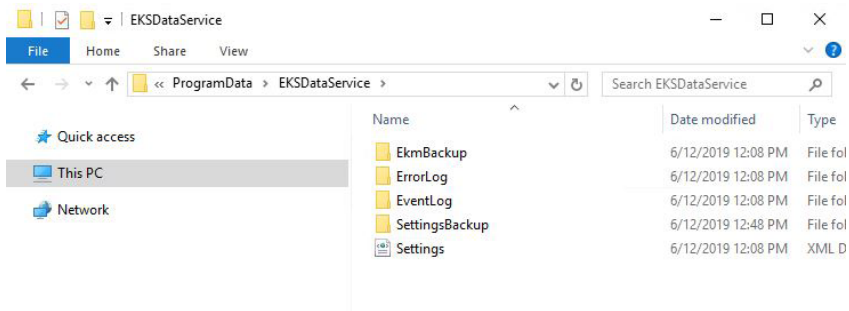 EKSDataService
File Home Share View
« ProgramData > EKSDataService > Search EKSDataService
Name Date modified Type
Quick access
This PC
Network
EkmBackup 6/12/2019 12:08 PM File fol
ErrorLog 6/12/2019 12:08 PM File fol
EventLog 6/12/2019 12:08 PM File fol
SettingsBackup 6/12/2019 12:48 PM File fol
Settings 6/12/2019 12:08 PM XML D